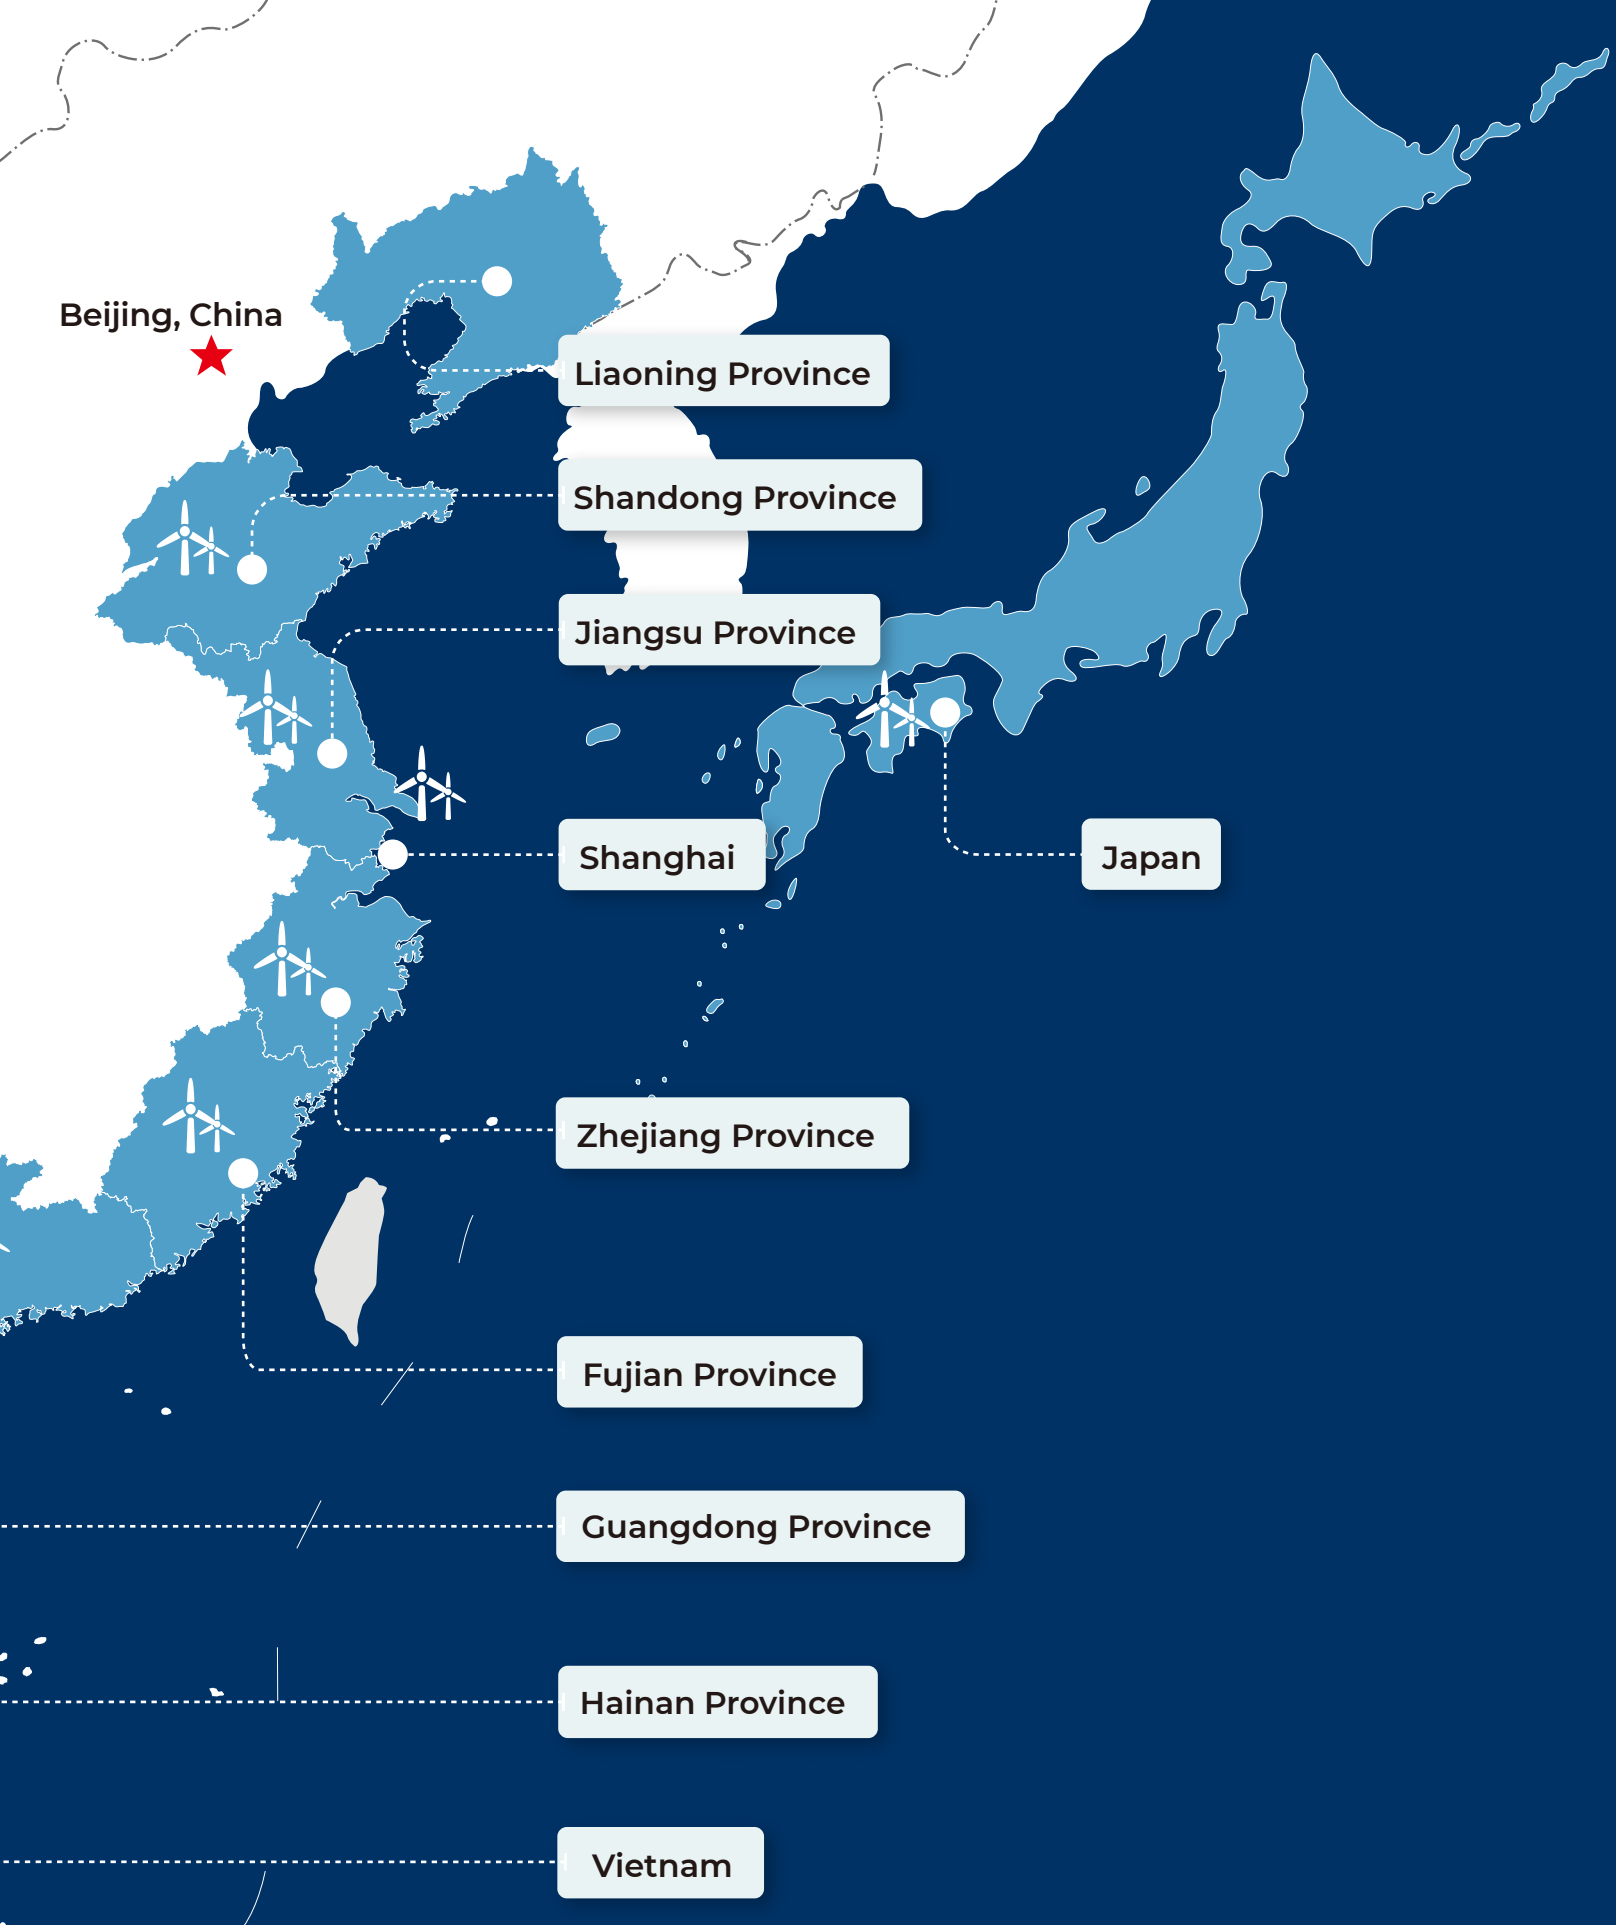 Beijing, China
Liaoning Province
Shandong Province
Jiangsu Province
Shanghai
Japan
Zhejiang Province
Fujian Province
Guangdong Province
Hainan Province
Vietnam